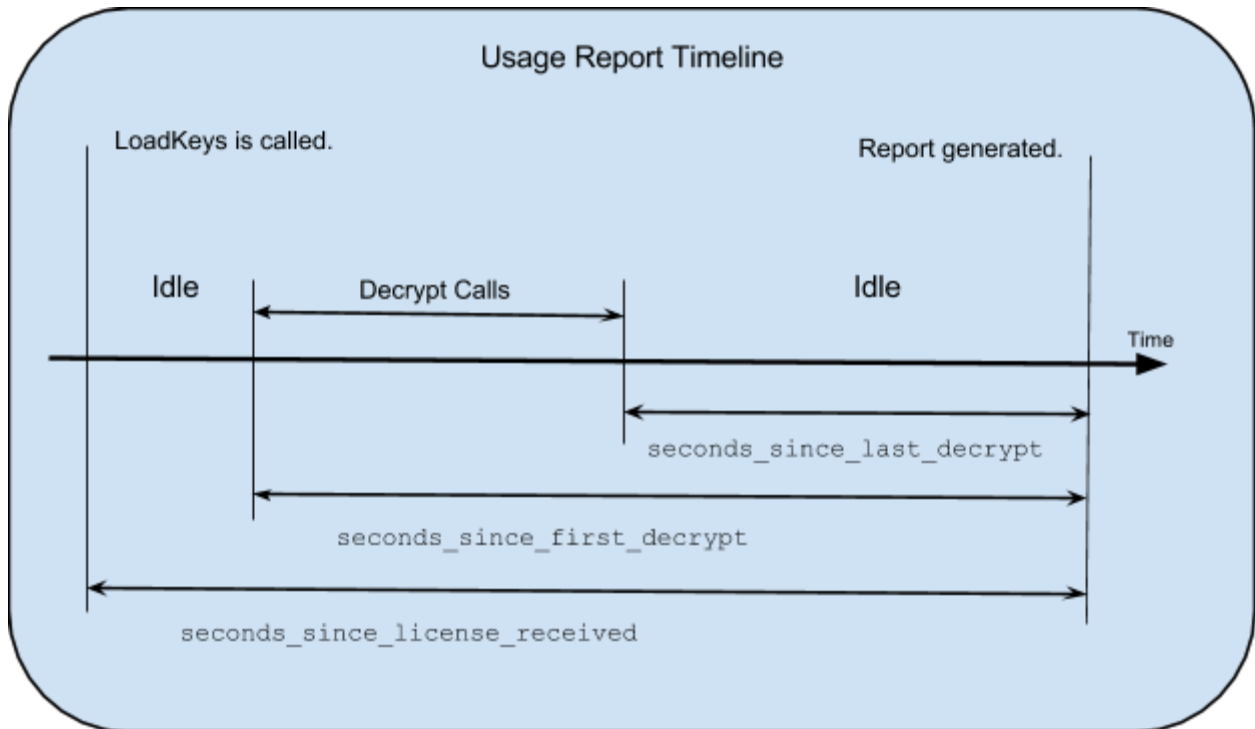 Usage Report Timeline
LoadKeys is called.
Report generated.
Idle
Decrypt Calls
Idle
Time
seconds_since_last_decrypt
seconds_since_first_decrypt
seconds_since_license_received